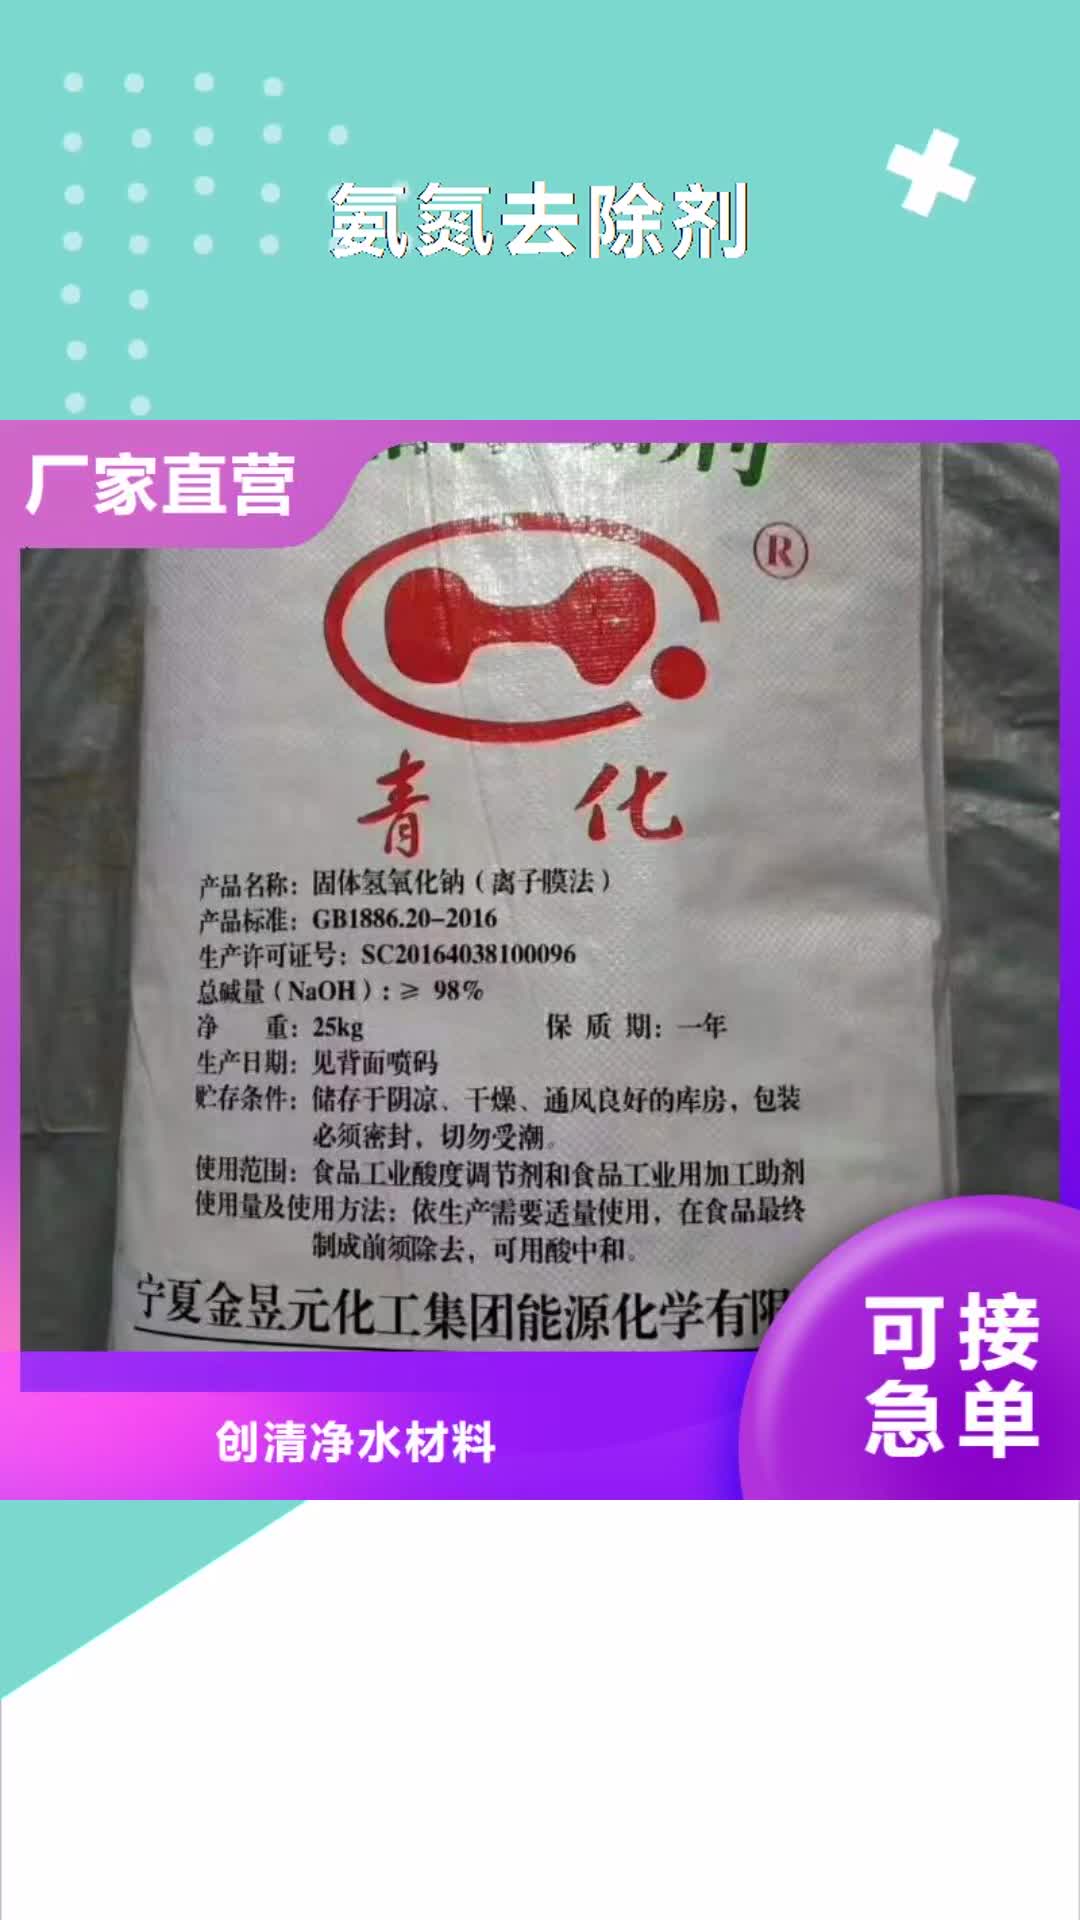 氨氮去除剂
厂家直营
®
青 化
产品名称：固体氢氧化钠（离子膜法）
产品标准：GB1886.20-2016
生产许可证号：SC20164038100096
总碱量（NaOH）：≥ 98%
净 重：25kg 保 质 期：一年
生产日期：见背面喷码
贮存条件：储存于阴凉、干燥、通风良好的库房，包装
必须密封，切勿受潮。
使用范围：食品工业酸度调节剂和食品工业用加工助剂
使用量及使用方法：依生产需要适量使用，在食品最终
制成前须除去，可用酸中和。
宁夏金昱元化工集团能源化学有限
可接
急单
创清净水材料